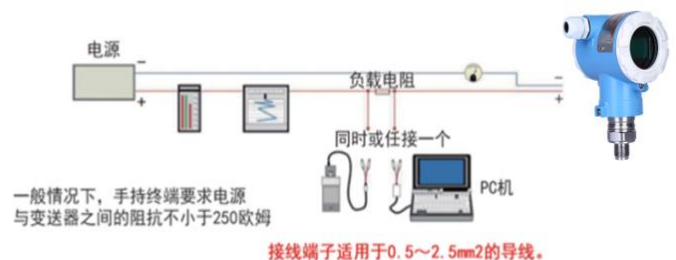 电源
−
−
负载电阻
+
+
同时或任接一个
PC机
一般情况下，手持终端要求电源
与变送器之间的阻抗不小于250欧姆
接线端子适用于0.5～2.5mm2的导线。